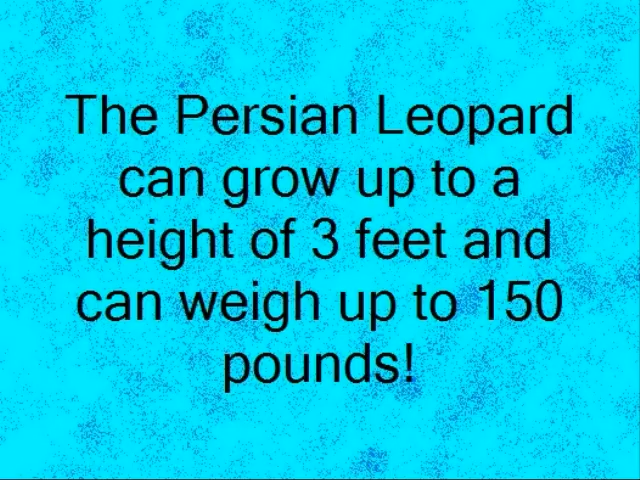 The Persian Leopard
can grow up to a
height of 3 feet and
can weigh up to 150
pounds!